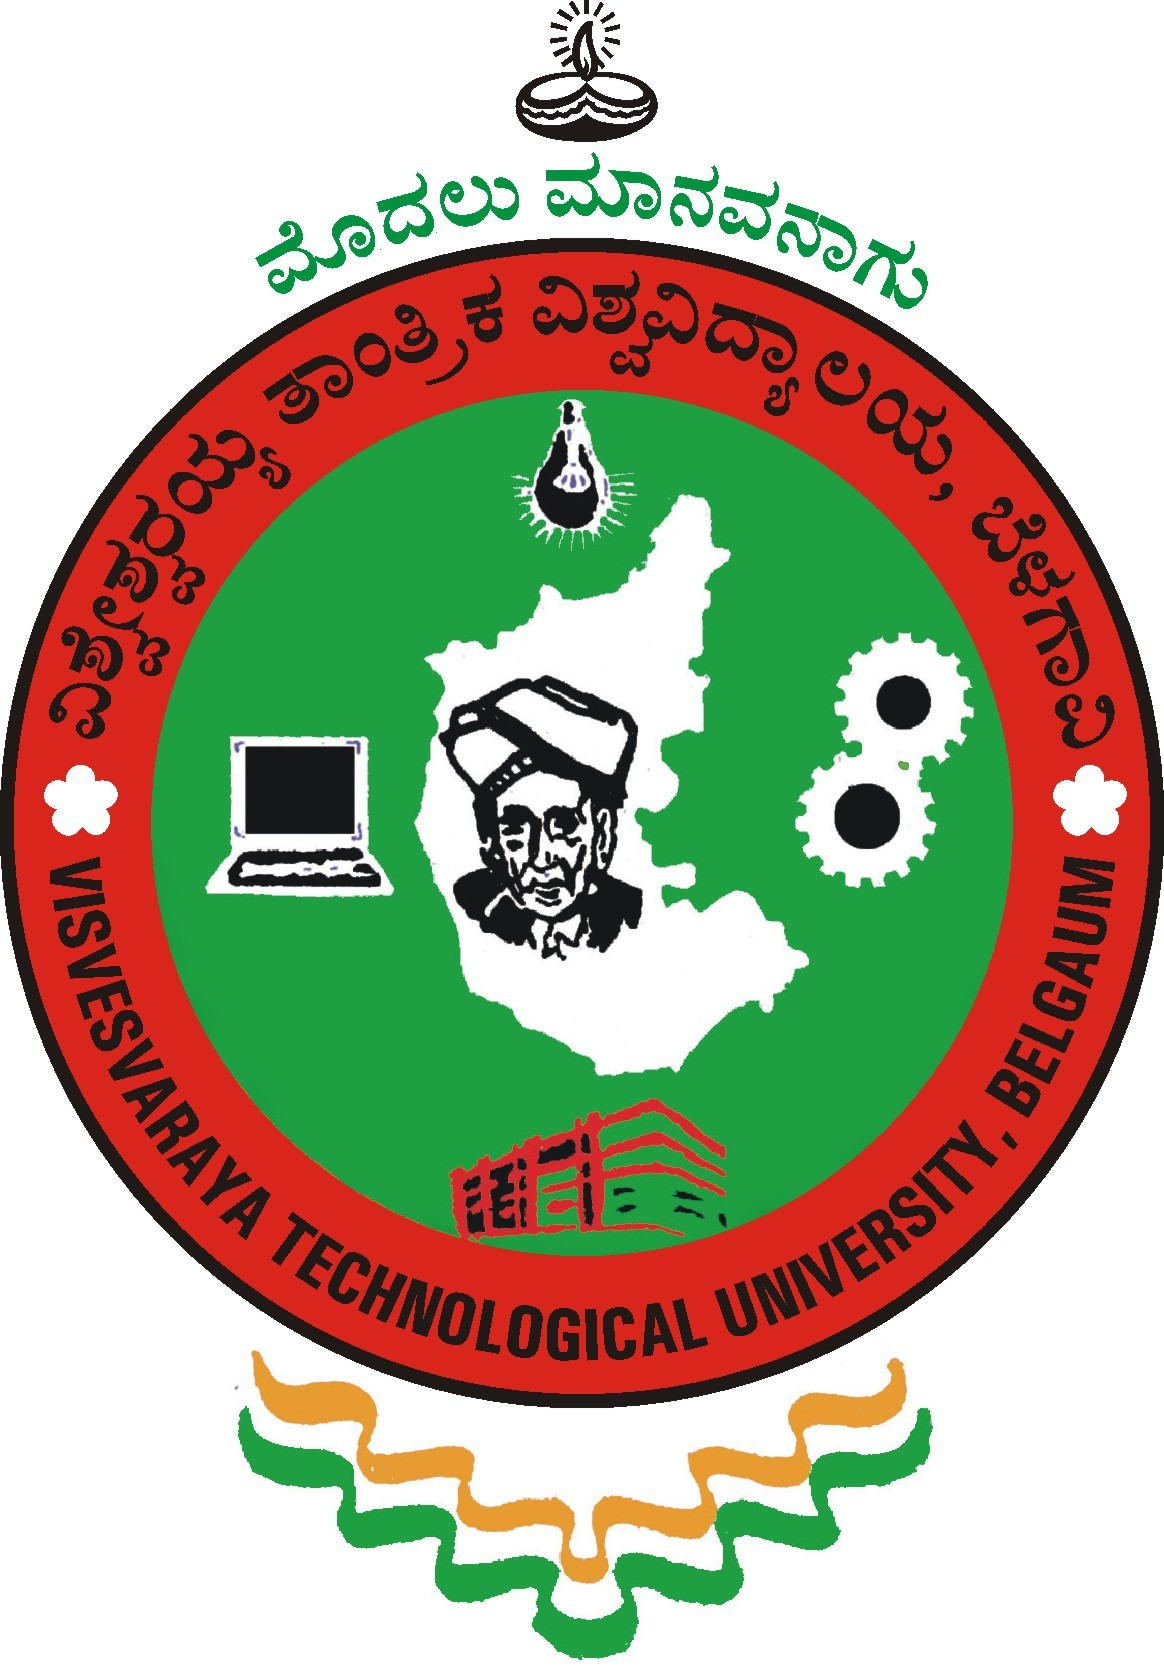 ಮೊದಲು ಮಾನವನಾಗು
ವಿಶ್ವೇಶ್ವರಯ್ಯ ತಾಂತ್ರಿಕ ವಿಶ್ವವಿದ್ಯಾಲಯ, ಬೆಳಗಾವಿ
VISVESVARAYA TECHNOLOGICAL UNIVERSITY, BELGAUM